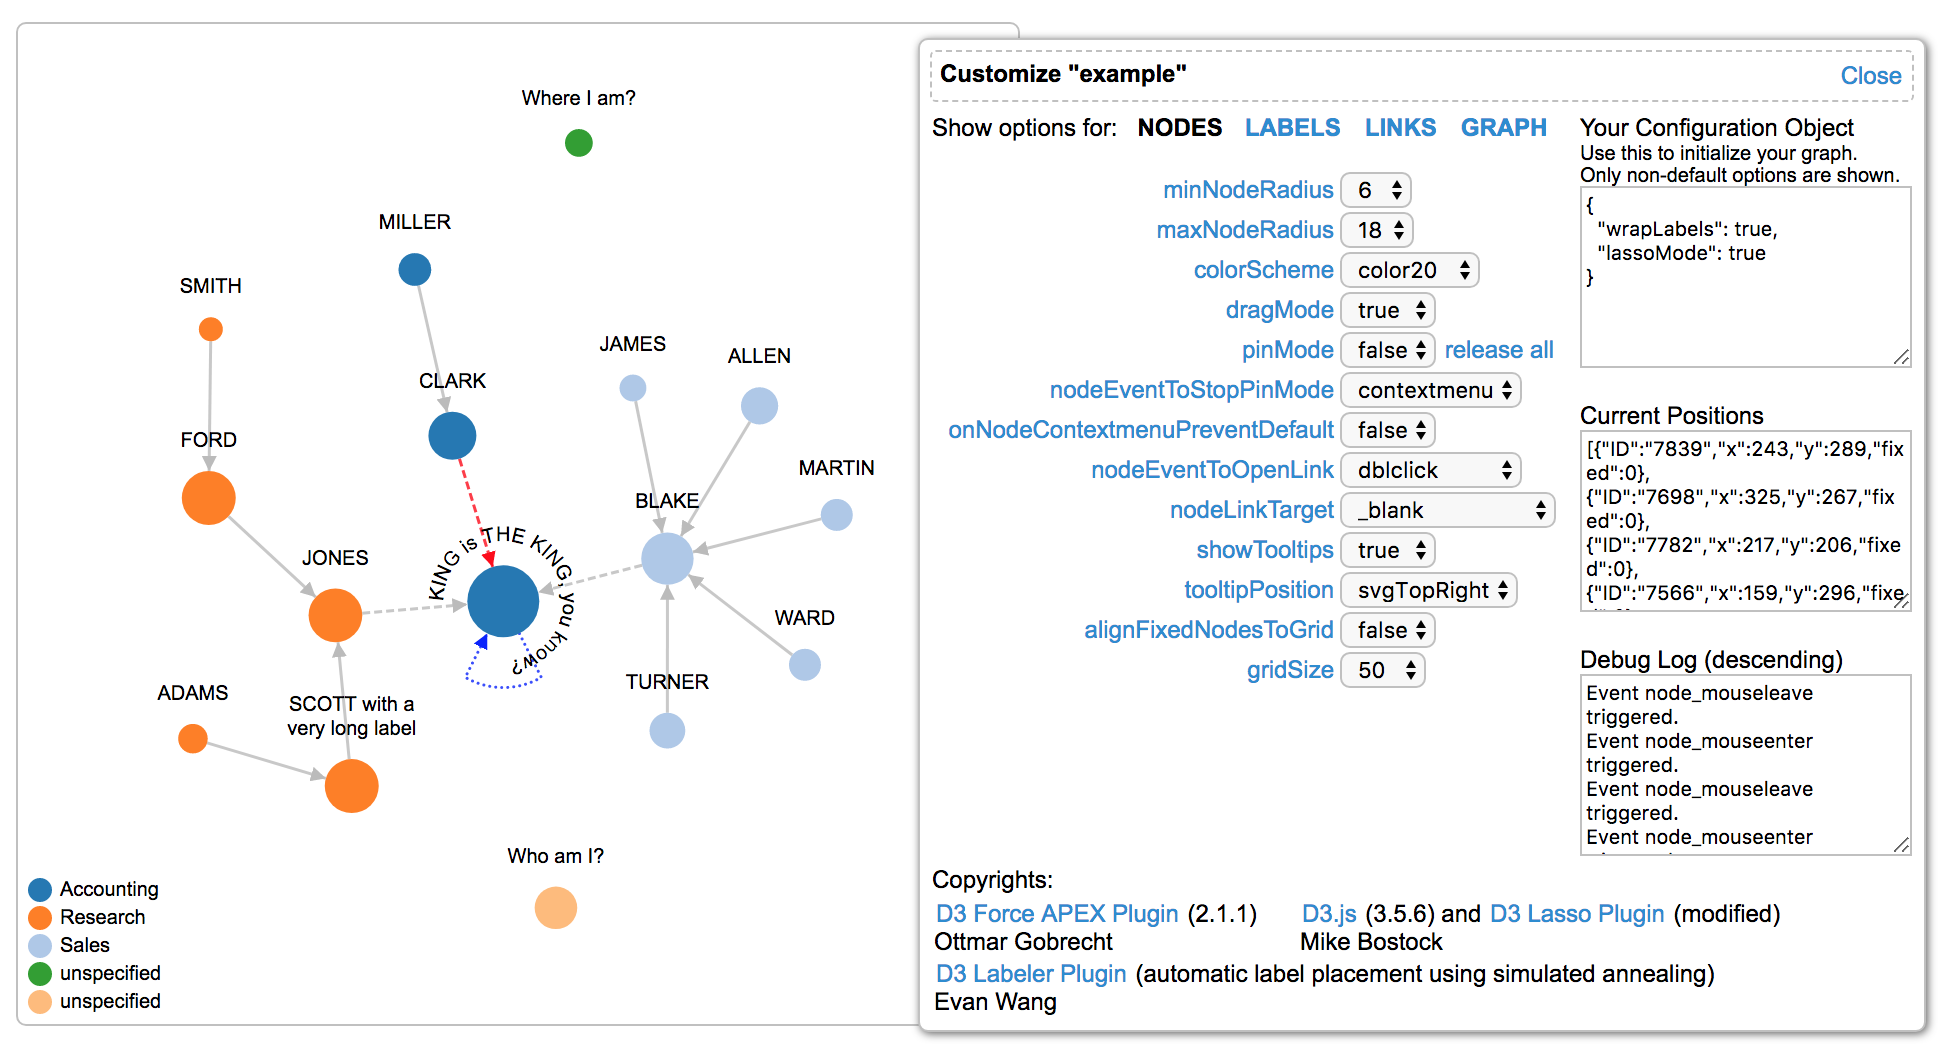 Where I am?
MILLER
SMITH
JAMES
ALLEN
CLARK
FORD
MARTIN
BLAKE
KING is THE KING, you know?
JONES
WARD
TURNER
ADAMS
SCOTT with a
very long label
Who am I?
Accounting
Research
Sales
unspecified
unspecified
Customize "example"
Close
Show options for: NODES LABELS LINKS GRAPH
minNodeRadius 6
maxNodeRadius 18
colorScheme color20
dragMode true
pinMode false release all
nodeEventToStopPinMode contextmenu
onNodeContextmenuPreventDefault false
nodeEventToOpenLink dblclick
nodeLinkTarget _blank
showTooltips true
tooltipPosition svgTopRight
alignFixedNodesToGrid false
gridSize 50
Your Configuration Object
Use this to initialize your graph.
Only non-default options are shown.
{
"wrapLabels": true,
"lassoMode": true
}
Current Positions
[{"ID":"7839","x":243,"y":289,"fix
ed":0},
{"ID":"7698","x":325,"y":267,"fix
ed":0},
{"ID":"7782","x":217,"y":206,"fixe
d":0},
{"ID":"7566","x":159,"y":296,"fixe
Debug Log (descending)
Event node_mouseleave
triggered.
Event node_mouseenter
triggered.
Event node_mouseleave
triggered.
Event node_mouseenter
Copyrights:
D3 Force APEX Plugin (2.1.1)
Ottmar Gobrecht
D3.js (3.5.6) and D3 Lasso Plugin (modified)
Mike Bostock
D3 Labeler Plugin (automatic label placement using simulated annealing)
Evan Wang